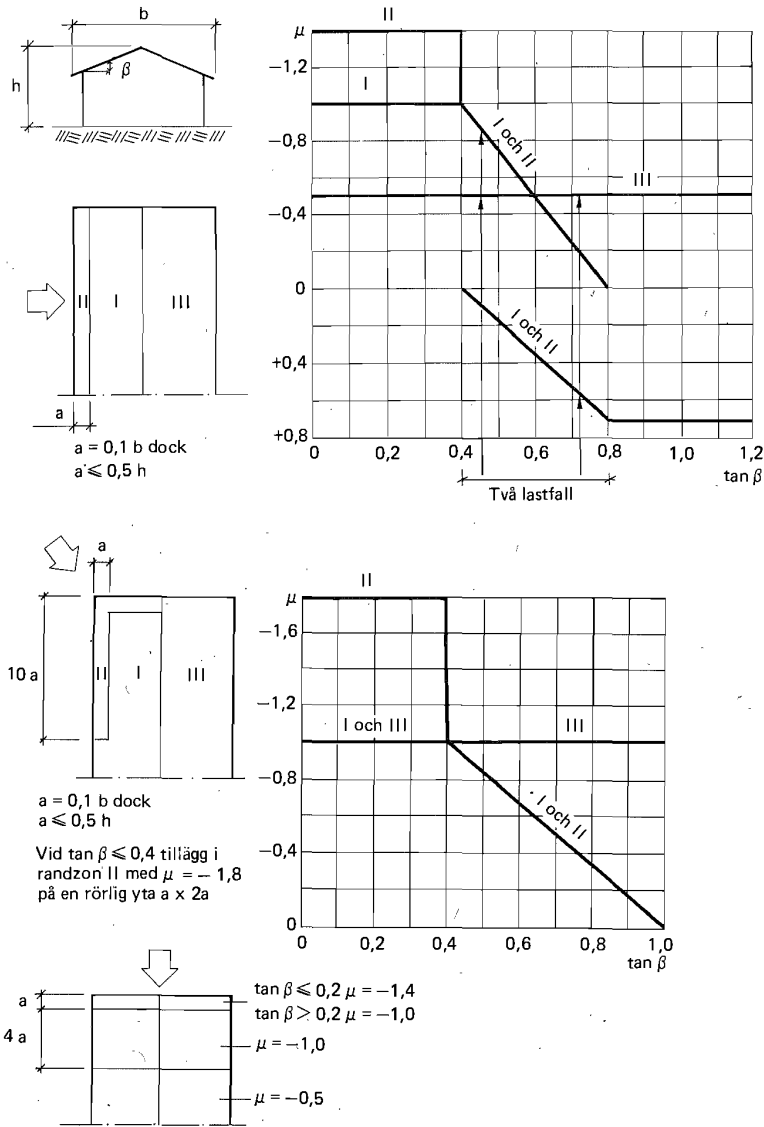 b
h
β
II
I
III
a
a = 0,1 b dock
a ⩽ 0,5 h
μ
II
−1,2
I
−0,8
I och II
III
−0,4
0
I och II
+0,4
+0,8
0
0,2
0,4
0,6
0,8
1,0
1,2
tan β
Två lastfall
a
10 a
II
I
III
a = 0,1 b dock
a ⩽ 0,5 h
Vid tan β ⩽ 0,4 tillägg i
randzon II med μ = − 1,8
på en rörlig yta a x 2a
II
μ
−1,6
−1,2
I och III
III
−0,8
I och II
−0,4
0
0
0,2
0,4
0,6
0,8
1,0
tan β
a
tan β ⩽ 0,2 μ = −1,4
tan β > 0,2 μ = −1,0
4 a
μ = −1,0
μ = −0,5